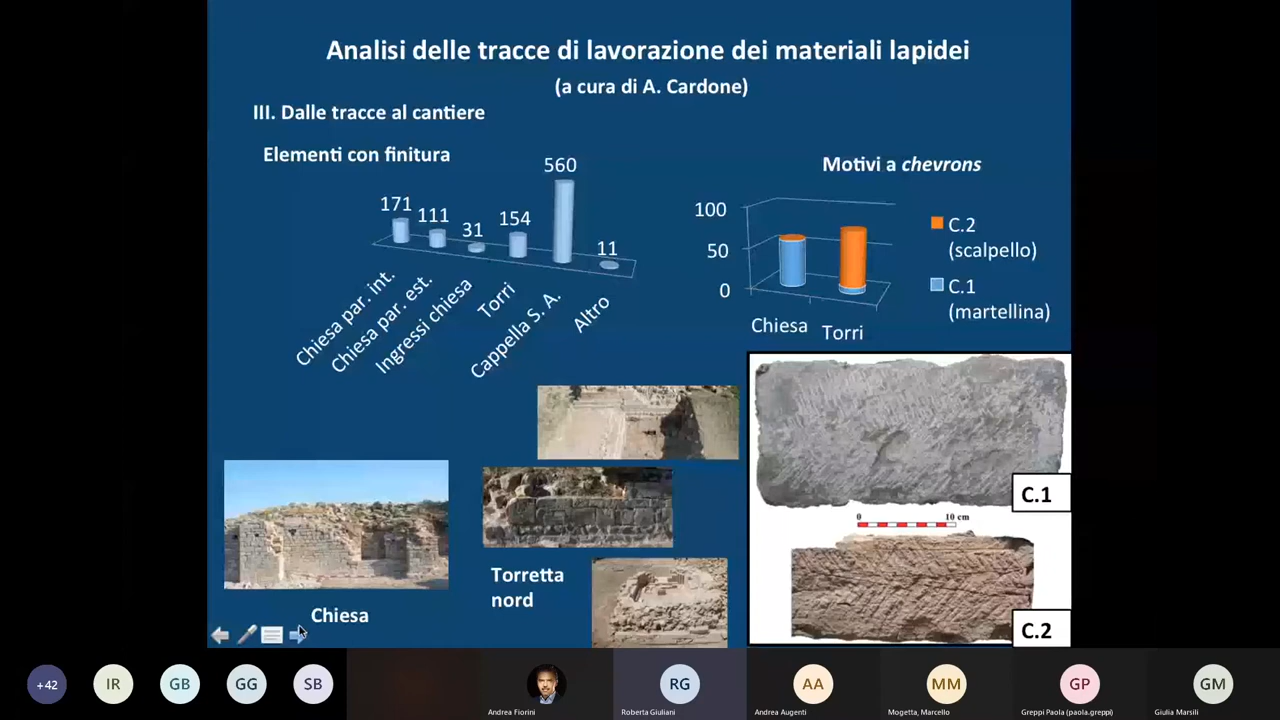 Analisi delle tracce di lavorazione dei materiali lapidei
(a cura di A. Cardone)
III. Dalle tracce al cantiere
Elementi con finitura
560
171
111
31
154
11
Chiesa par. int.
Chiesa par. est.
Ingressi chiesa
Torri
Cappella S. A.
Altro
Motivi a chevrons
100
50
0
Chiesa
Torri
C.2
(scalpello)
C.1
(martellina)
C.1
0 10 cm
C.2
Torretta
nord
Chiesa
+42
IR
GB
GG
SB
RG
AA
MM
GP
GM
Andrea Fiorini
Roberta Giuliani
Andrea Augenti
Mogetta, Marcello
Greppi Paola (paola.greppi)
Giulia Marsili